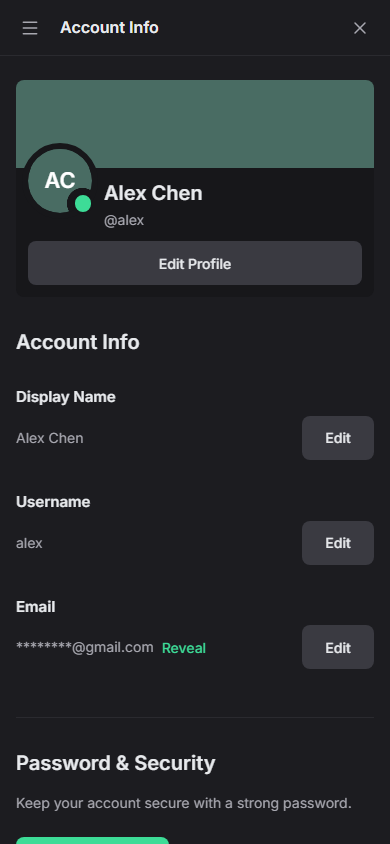 Account Info
AC
Alex Chen
@alex
Edit Profile
Account Info
Display Name
Alex Chen
Edit
Username
alex
Edit
Email
********@gmail.com Reveal
Edit
Password & Security
Keep your account secure with a strong password.